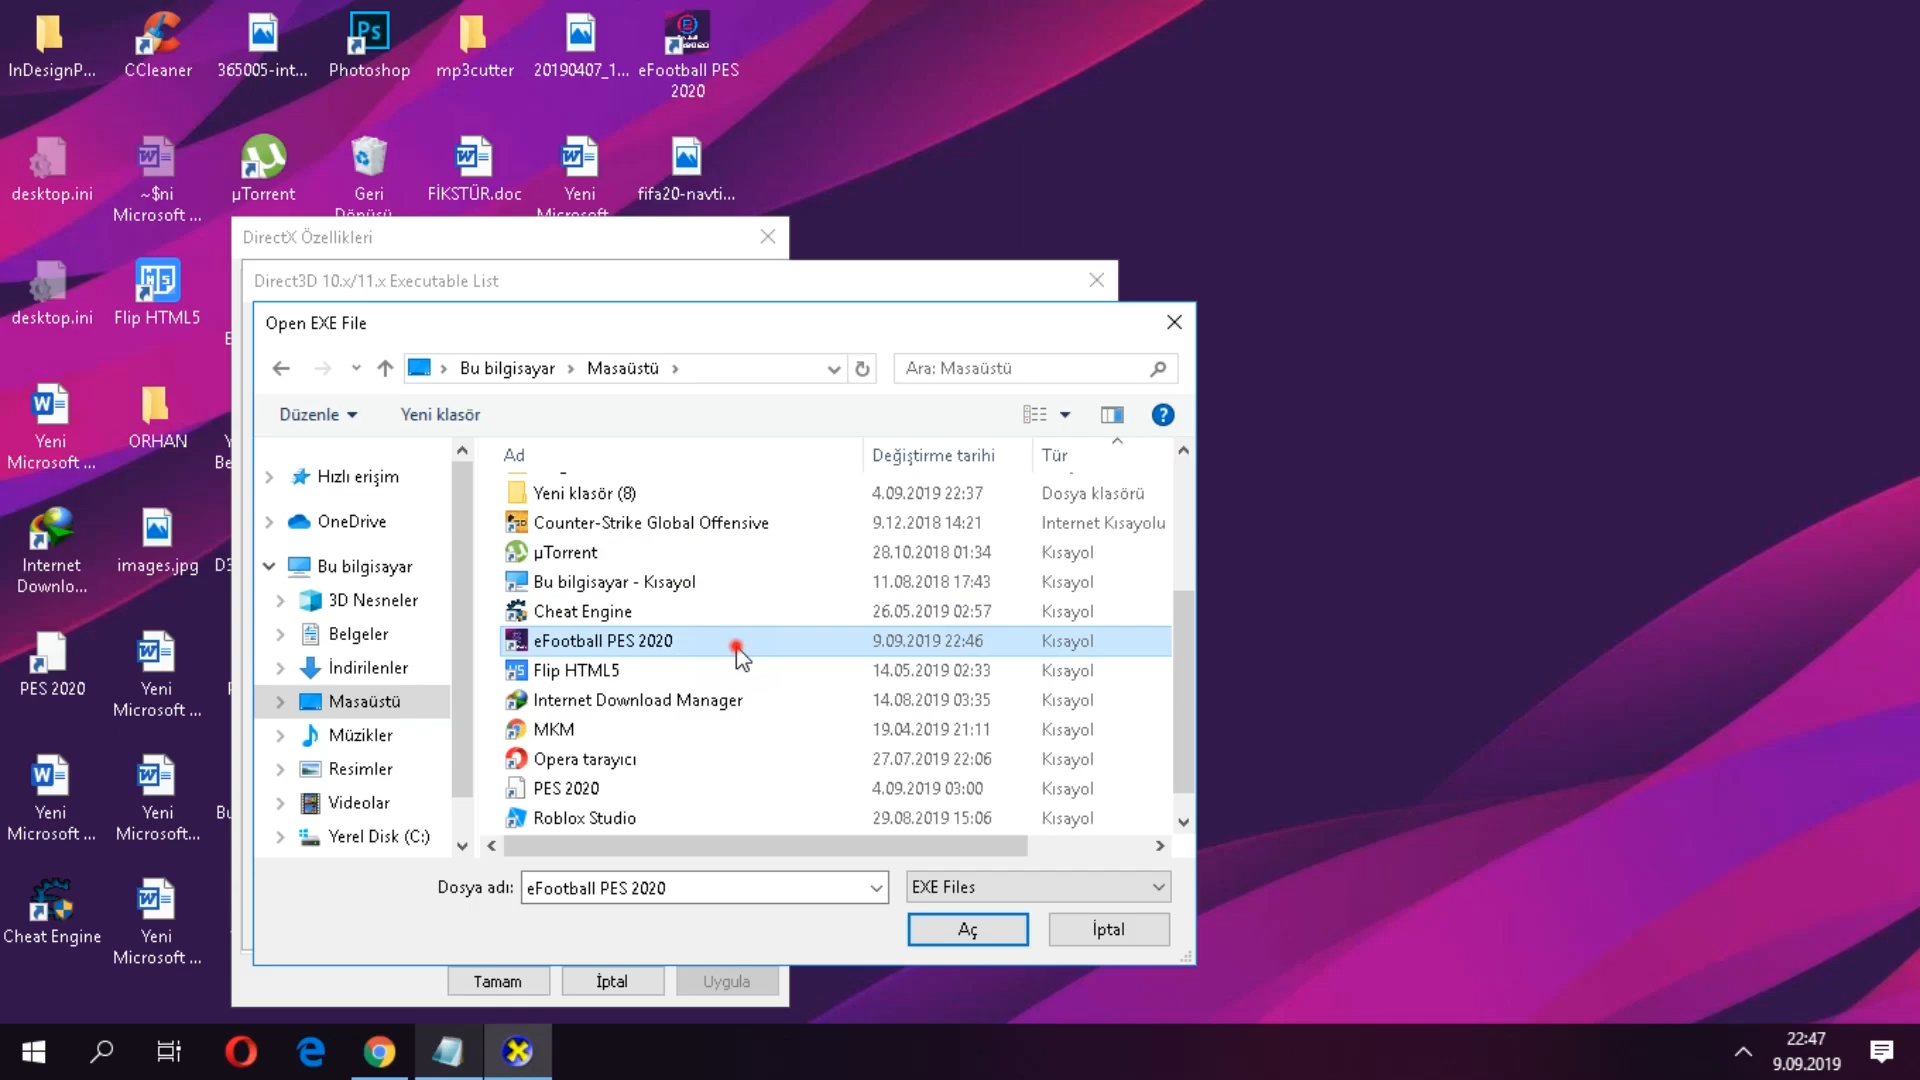 InDesignP...
CCleaner
365005-int...
Photoshop
mp3cutter
20190407_1...
eFootball PES
2020
desktop.ini
~$ni
Microsoft ...
µTorrent
Geri
Dönüşü...
FİKSTÜR.doc
Yeni
Microsoft
fifa20-navti...
desktop.ini
Flip HTML5
Yeni
Microsoft ...
ORHAN
Internet
Downlo...
images.jpg
PES 2020
Yeni
Microsoft ...
Yeni
Microsoft ...
Yeni
Microsoft...
Cheat Engine
Yeni
Microsoft ...
DirectX Özellikleri
Direct3D 10.x/11.x Executable List
Open EXE File
Bu bilgisayar
Masaüstü
Ara: Masaüstü
Düzenle
Yeni klasör
Hızlı erişim
OneDrive
Bu bilgisayar
3D Nesneler
Belgeler
İndirilenler
Masaüstü
Müzikler
Resimler
Videolar
Yerel Disk (C:)
Ad Değiştirme tarihi Tür
Yeni klasör (8) 4.09.2019 22:37 Dosya klasörü
Counter-Strike Global Offensive 9.12.2018 14:21 Internet Kısayolu
µTorrent 28.10.2018 01:34 Kısayol
Bu bilgisayar - Kısayol 11.08.2018 17:43 Kısayol
Cheat Engine 26.05.2019 02:57 Kısayol
eFootball PES 2020 9.09.2019 22:46 Kısayol
Flip HTML5 14.05.2019 02:33 Kısayol
Internet Download Manager 14.08.2019 03:35 Kısayol
MKM 19.04.2019 21:11 Kısayol
Opera tarayıcı 27.07.2019 22:06 Kısayol
PES 2020 4.09.2019 03:00 Kısayol
Roblox Studio 29.08.2019 15:06 Kısayol
Dosya adı: eFootball PES 2020 EXE Files
Aç İptal
Tamam İptal Uygula
22:47
9.09.2019